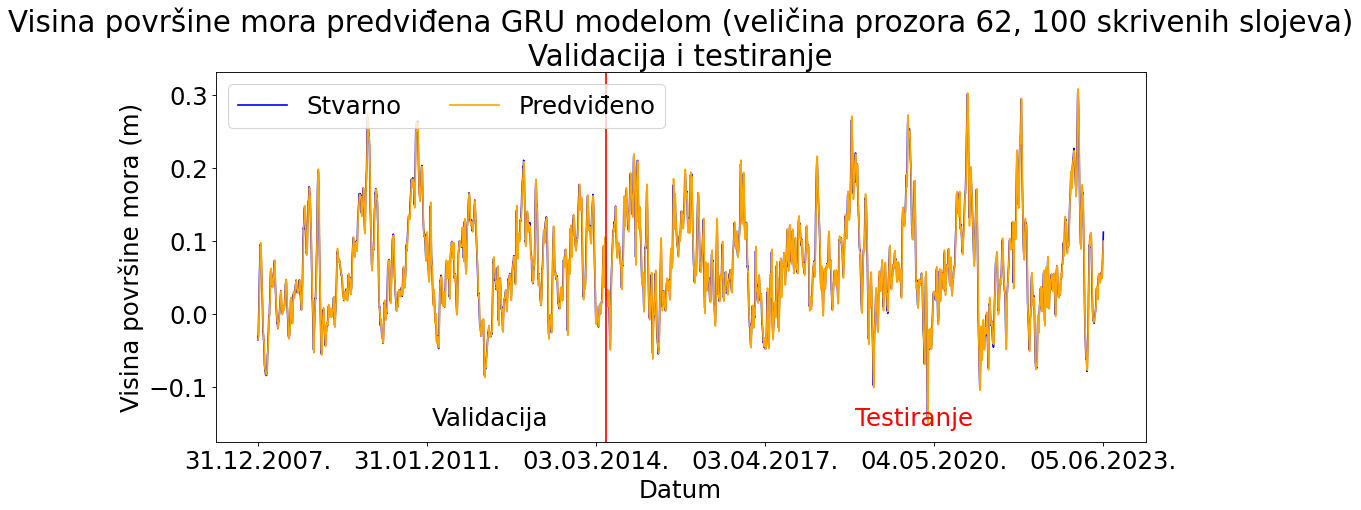 Visina površine mora predviđena GRU modelom (veličina prozora 62, 100 skrivenih slojeva)
Validacija i testiranje
Stvarno
Predviđeno
Visina površine mora (m)
0.3
0.2
0.1
0.0
−0.1
Validacija
Testiranje
31.12.2007.
31.01.2011.
03.03.2014.
03.04.2017.
04.05.2020.
05.06.2023.
Datum